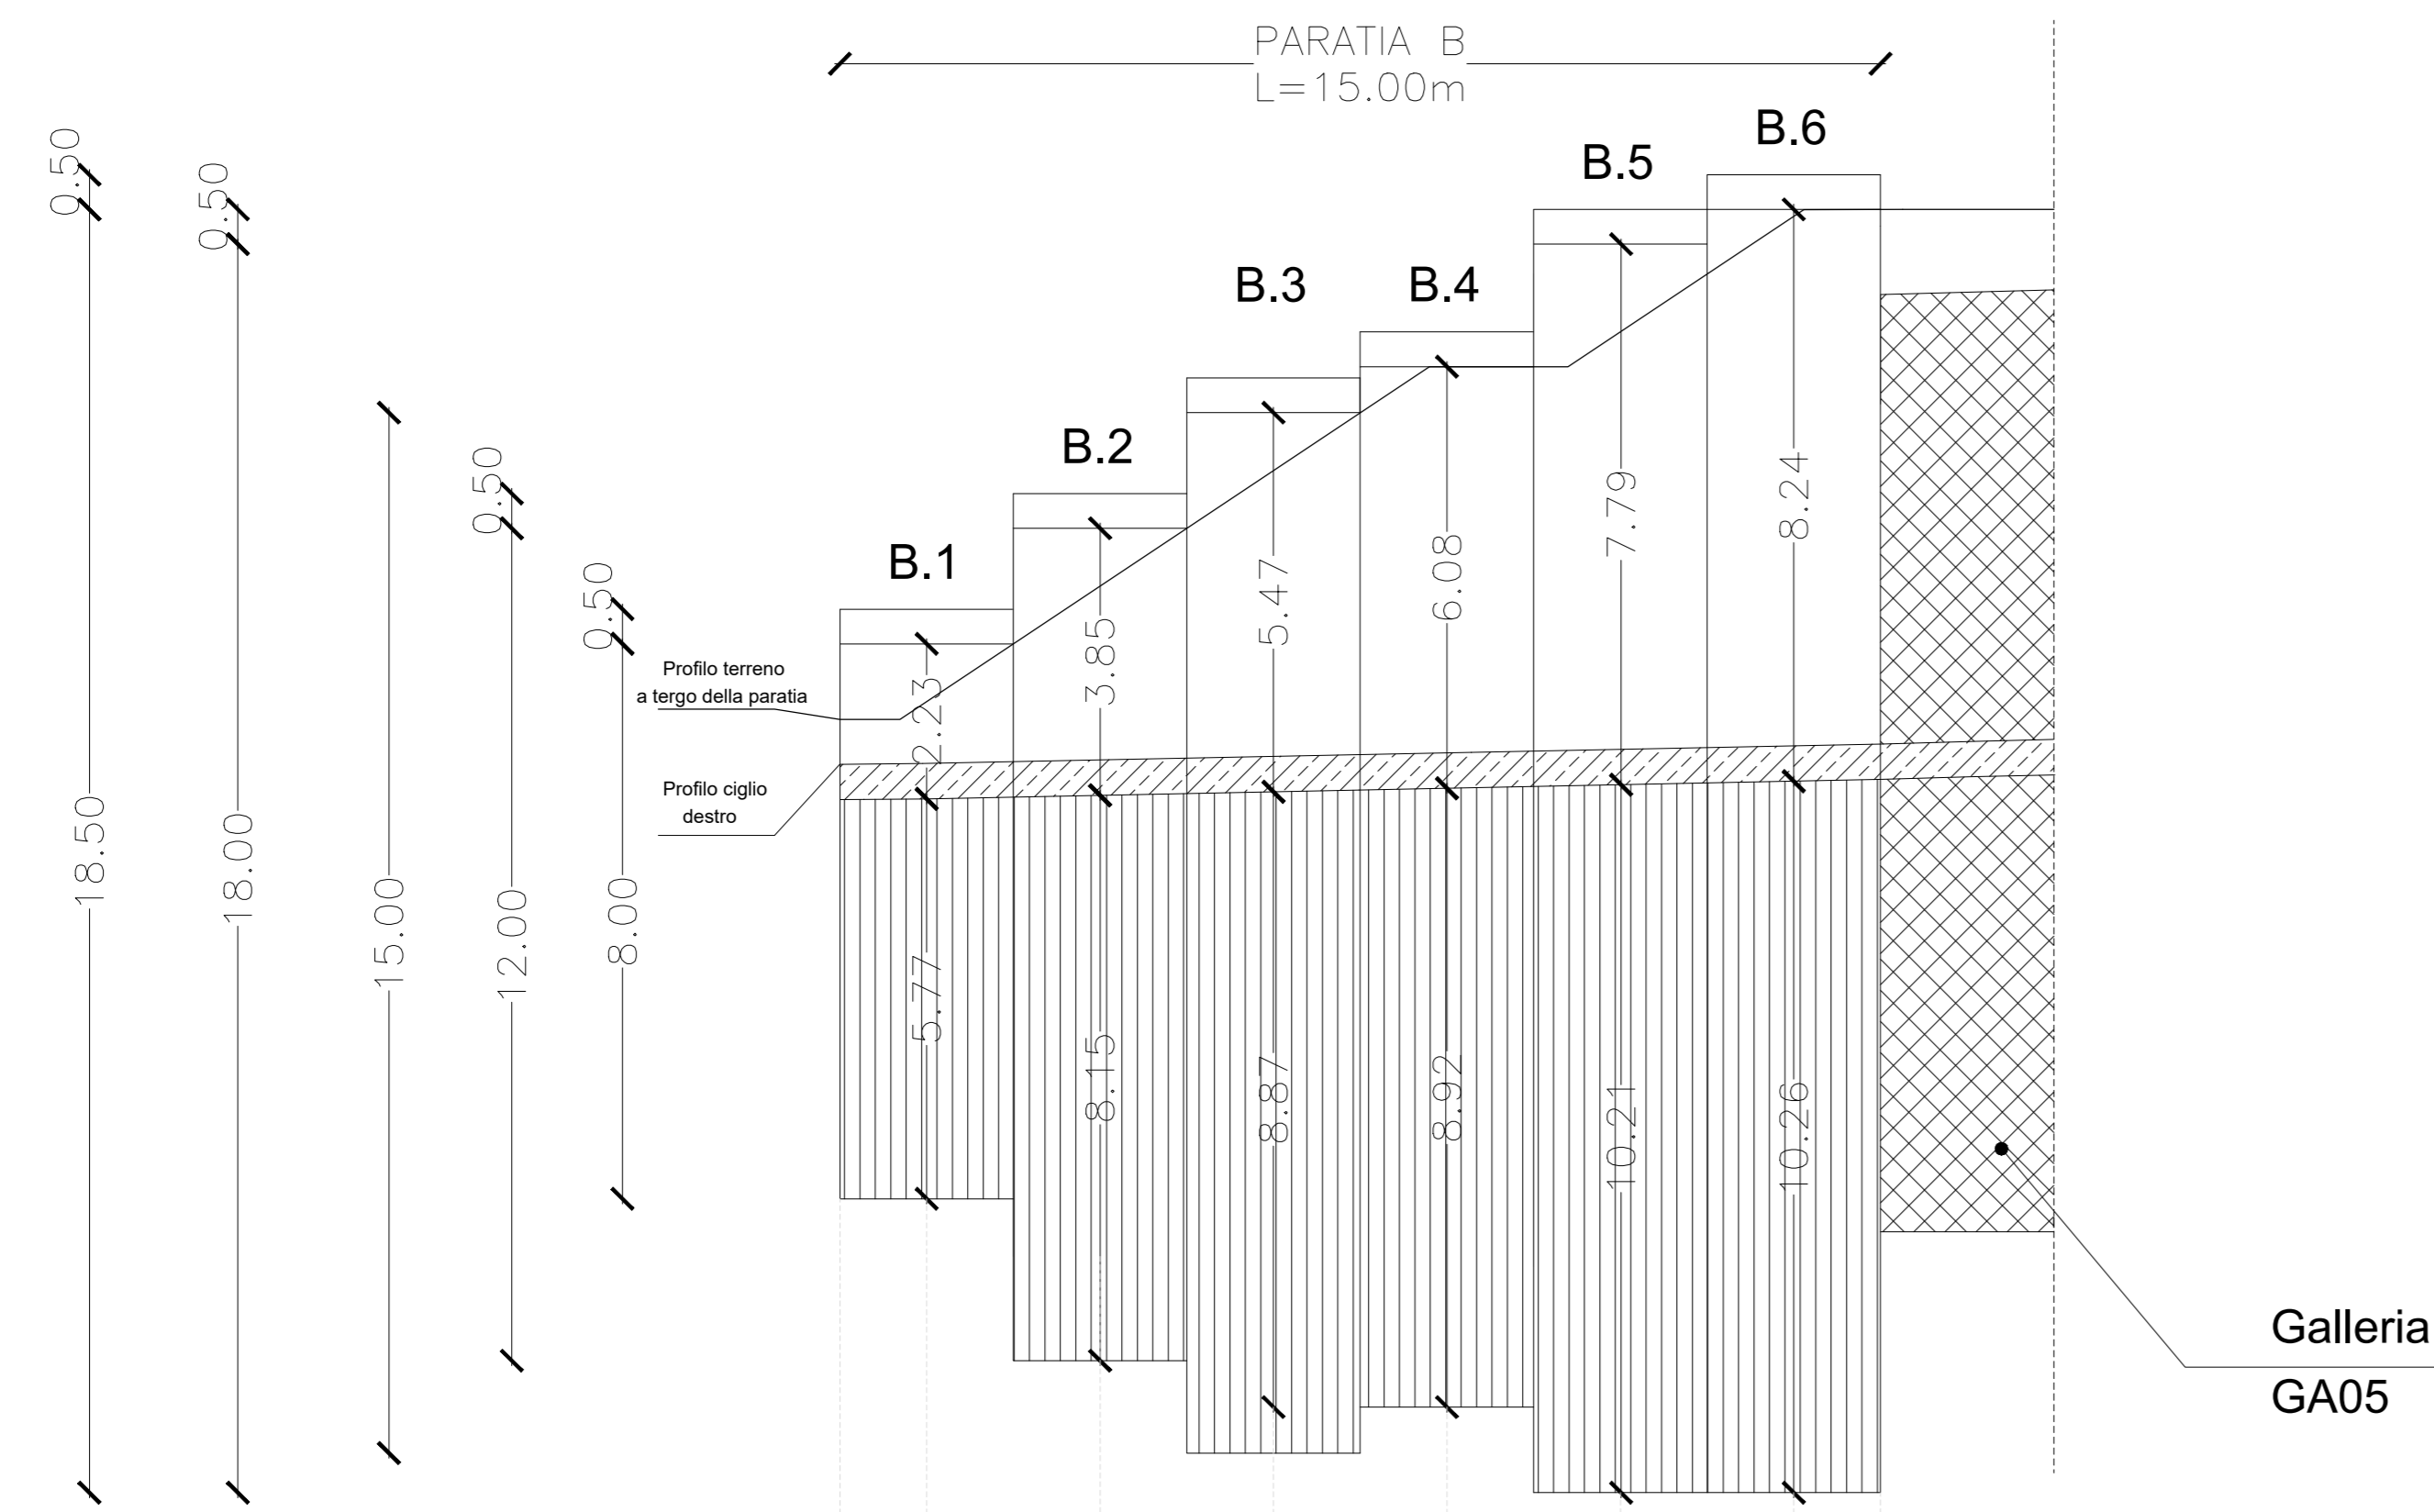 PARATIA B
L=15.00m
B.6
B.5
B.4
B.3
B.2
B.1
0.50
0.50
0.50
0.50
18.50
18.00
15.00
12.00
8.00
Profilo terreno
a tergo della paratia
Profilo ciglio
destro
2.23
3.85
5.47
6.08
7.79
8.24
5.77
8.15
8.87
8.92
10.21
10.26
Galleria
GA05